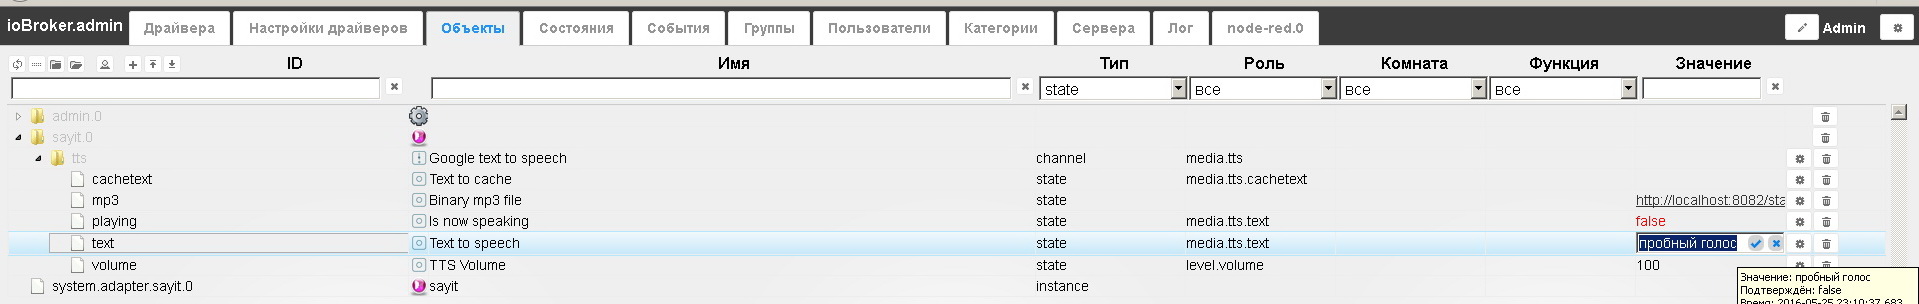 ioBroker.admin Драйвера Настройки драйверов Объекты Состояния События Группы Пользователи Категории Сервера Лог node-red.0 Admin
ID Имя Тип Роль Комната Функция Значение
state все все все
admin.0
sayit.0
tts Google text to speech channel media.tts
cachetext Text to cache state media.tts.cachetext
mp3 Binary mp3 file state http://localhost:8082/sta
playing Is now speaking state media.tts.text false
text Text to speech state media.tts.text пробный голос
volume TTS Volume state level.volume 100
system.adapter.sayit.0 sayit instance
Значение: пробный голос
Подтверждён: false
Время: 2016-05-25 23:10:37.683